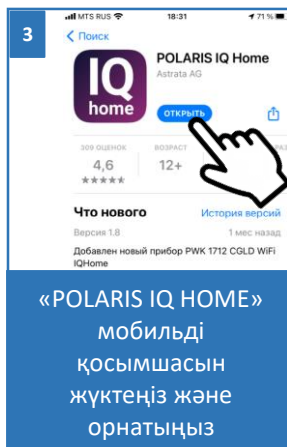 3
MTS RUS 18:31 71 %
Поиск
IQ
home
POLARIS IQ Home
Astrata AG
ОТКРЫТЬ
309 ОЦЕНОК ВОЗРАСТ
4,6 12+
★★★★★
Что нового История версий
Версия 1.8 1 мес назад
Добавлен новый прибор PWK 1712 CGLD WiFi
IQHome
«POLARIS IQ HOME»
мобильді
қосымшасын
жүктеңіз және
орнатыңыз